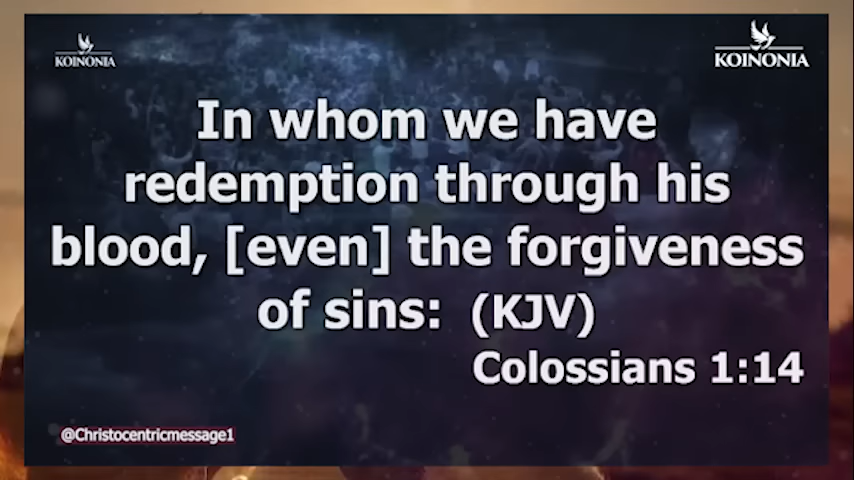 KOINONIA
KOINONIA
In whom we have
redemption through his
blood, [even] the forgiveness
of sins: (KJV)
Colossians 1:14
@Christocentricmessage1